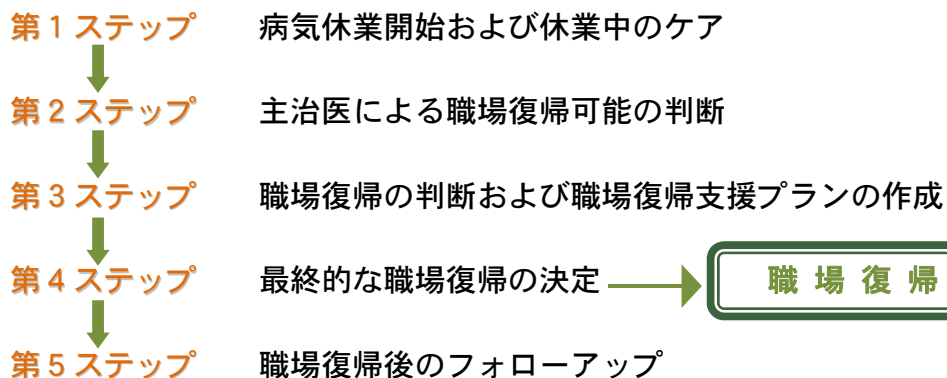 第1ステップ 病気休業開始および休業中のケア
第2ステップ 主治医による職場復帰可能の判断
第3ステップ 職場復帰の判断および職場復帰支援プランの作成
第4ステップ 最終的な職場復帰の決定 職場復帰
第5ステップ 職場復帰後のフォローアップ